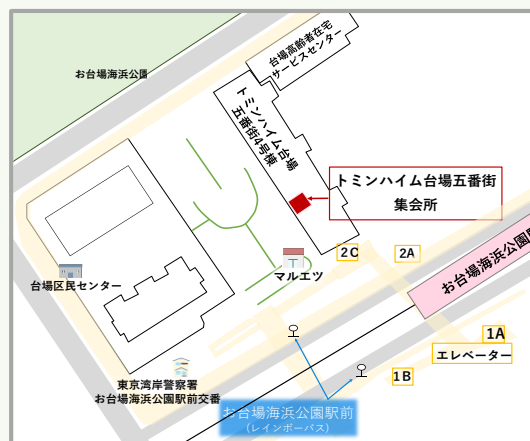 台場高齢者在宅
サービスセンター
お台場海浜公園
トミンハイム台場
五番街4号棟
トミンハイム台場五番街
集会所
2C
2A
お台場海浜公園
マルエツ
台場区民センター
1A
エレベーター
1B
東京湾岸警察署
お台場海浜公園駅前交番
お台場海浜公園駅前
(レインボーバス)